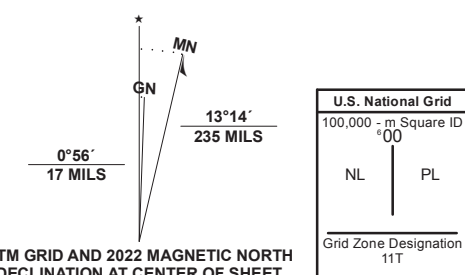 ★
MN
GN
13°14´
235 MILS
0°56´
17 MILS
TM GRID AND 2022 MAGNETIC NORTH
DECLINATION AT CENTER OF SHEET
U.S. National Grid
100,000 - m Square ID
⁶00
NL PL
Grid Zone Designation
11T